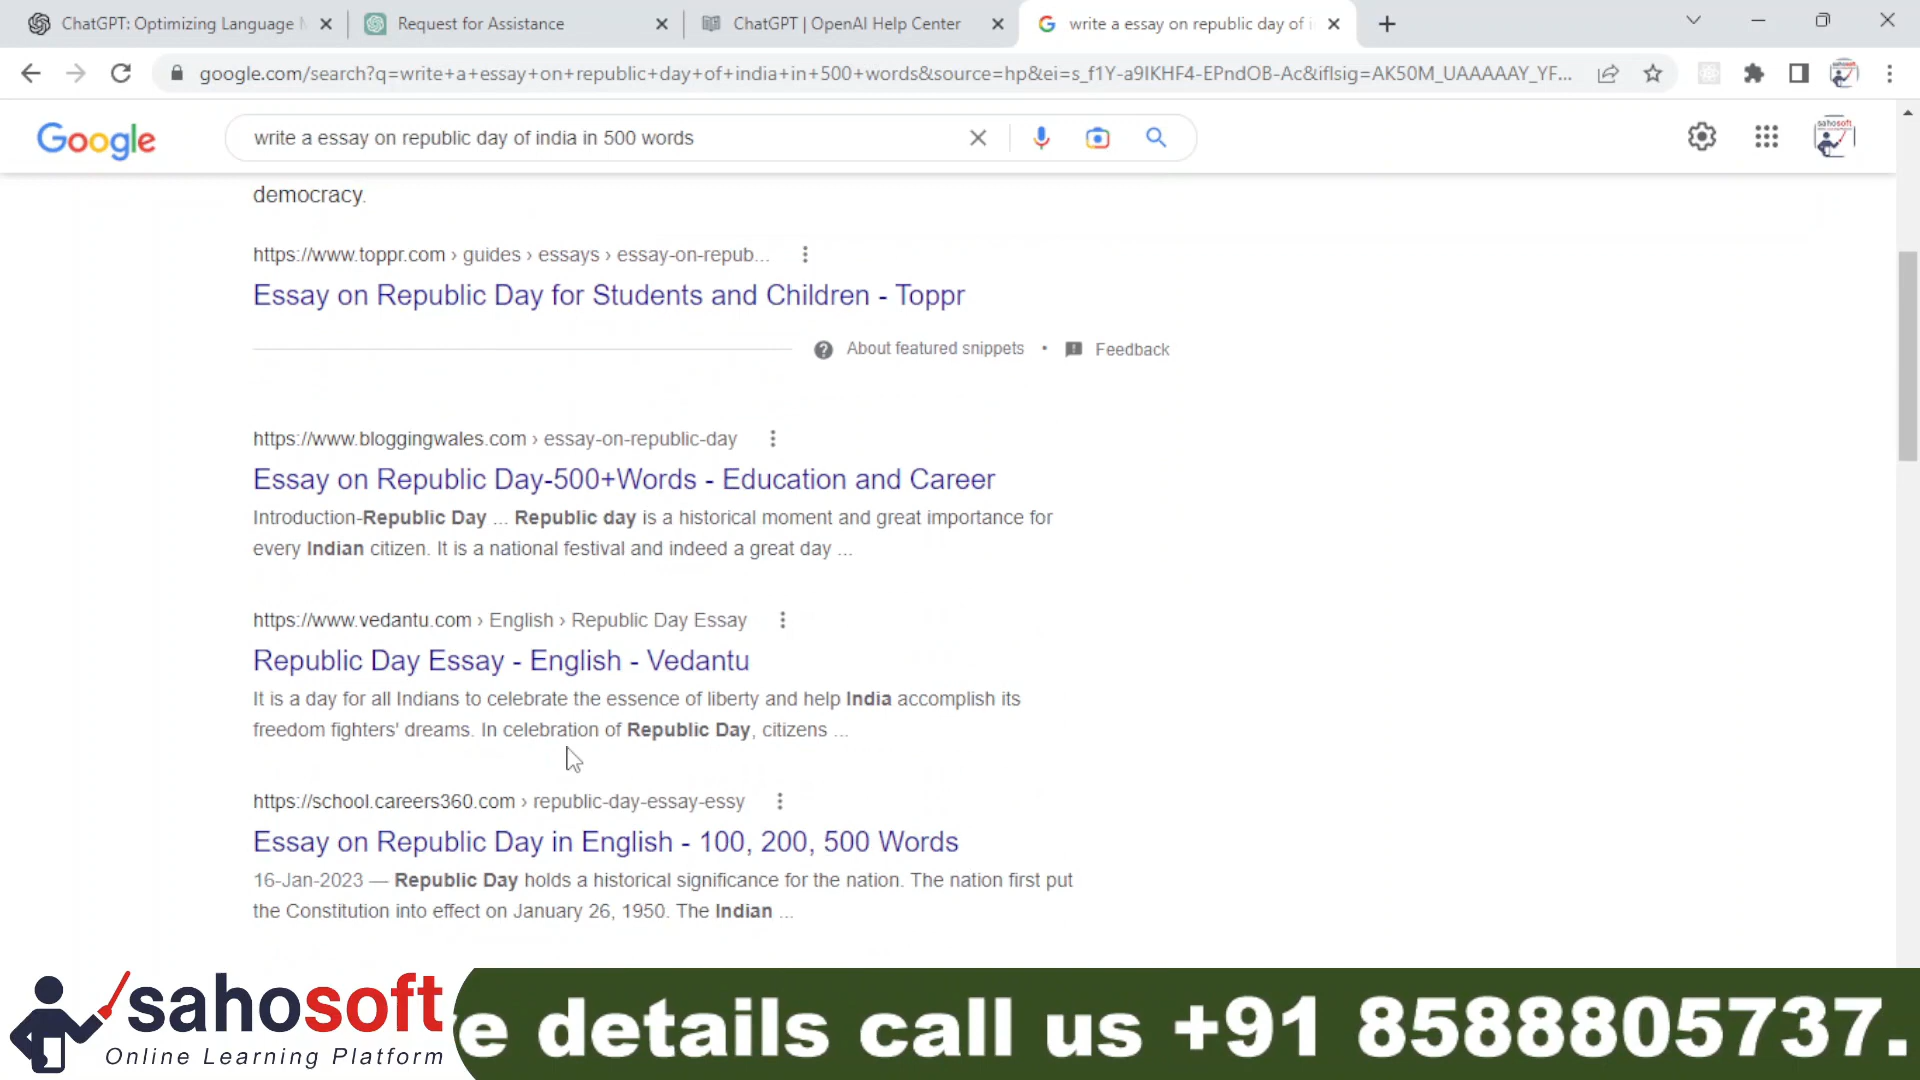 ChatGPT: Optimizing Language
Request for Assistance
ChatGPT | OpenAI Help Center
write a essay on republic day of i
google.com/search?q=write+a+essay+on+republic+day+of+india+in+500+words&source=hp&ei=s_f1Y-a9IKHF4-EPndOB-Ac&iflsig=AK50M_UAAAAAY_YF...
Google
write a essay on republic day of india in 500 words
sahosoft
democracy.
https://www.toppr.com › guides › essays › essay-on-repub...
Essay on Republic Day for Students and Children - Toppr
About featured snippets • Feedback
https://www.bloggingwales.com › essay-on-republic-day
Essay on Republic Day-500+Words - Education and Career
Introduction-Republic Day ... Republic day is a historical moment and great importance for
every Indian citizen. It is a national festival and indeed a great day ...
https://www.vedantu.com › English › Republic Day Essay
Republic Day Essay - English - Vedantu
It is a day for all Indians to celebrate the essence of liberty and help India accomplish its
freedom fighters' dreams. In celebration of Republic Day, citizens ...
https://school.careers360.com › republic-day-essay-essy
Essay on Republic Day in English - 100, 200, 500 Words
16-Jan-2023 — Republic Day holds a historical significance for the nation. The nation first put
the Constitution into effect on January 26, 1950. The Indian ...
sahosoft
Online Learning Platform
e details call us +91 8588805737.